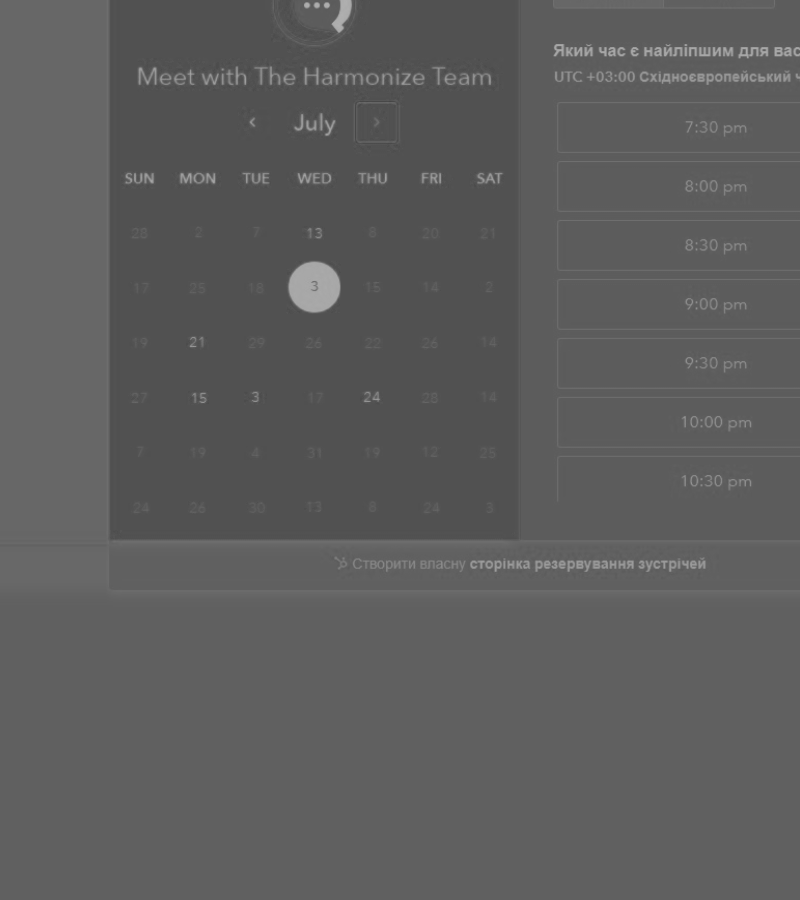 Meet with The Harmonize Team
July
SUN MON TUE WED THU FRI SAT
28 2 7 13 8 20 21
17 25 18 3 15 14 2
19 21 29 26 22 26 14
27 15 3 17 24 28 14
7 19 4 31 19 12 28
24 26 30 13 8 24 3
Створити власну сторінка резервування зустрічей
Який час є найліпшим для вас
UTC +03:00 Східноєвропейський
7:30 pm
8:00 pm
8:30 pm
9:00 pm
9:30 pm
10:00 pm
10:30 pm